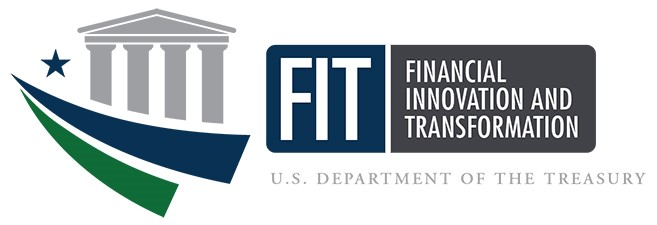 FIT
FINANCIAL
INNOVATION AND
TRANSFORMATION
U.S. DEPARTMENT OF THE TREASURY